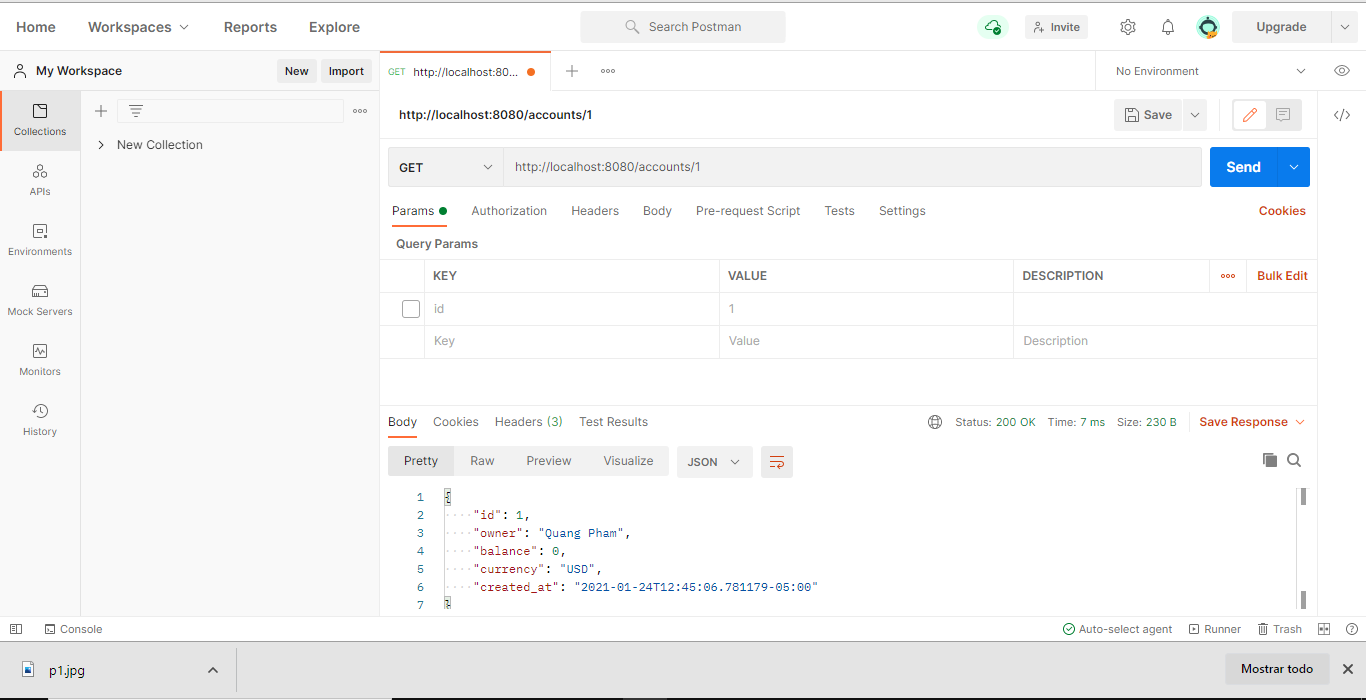 Home Workspaces Reports Explore Search Postman Invite Upgrade
My Workspace New Import GET http://localhost:80... No Environment
Collections
APIs
Environments
Mock Servers
Monitors
History
New Collection
http://localhost:8080/accounts/1 Save
GET http://localhost:8080/accounts/1 Send
Params Authorization Headers Body Pre-request Script Tests Settings Cookies
Query Params
KEY VALUE DESCRIPTION Bulk Edit
id 1
Key Value Description
Body Cookies Headers (3) Test Results Status: 200 OK Time: 7 ms Size: 230 B Save Response
Pretty Raw Preview Visualize JSON
1 {
2 "id": 1,
3 "owner": "Quang Pham",
4 "balance": 0,
5 "currency": "USD",
6 "created_at": "2021-01-24T12:45:06.781179-05:00"
7 }
Console Auto-select agent Runner Trash
p1.jpg Mostrar todo